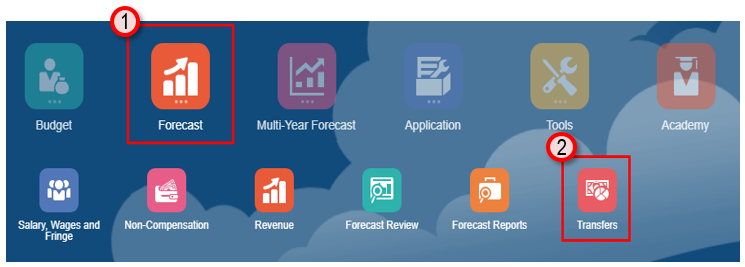 1
Budget
Forecast
Multi-Year Forecast
Application
Tools
Academy
2
Salary, Wages and
Fringe
Non-Compensation
Revenue
Forecast Review
Forecast Reports
Transfers